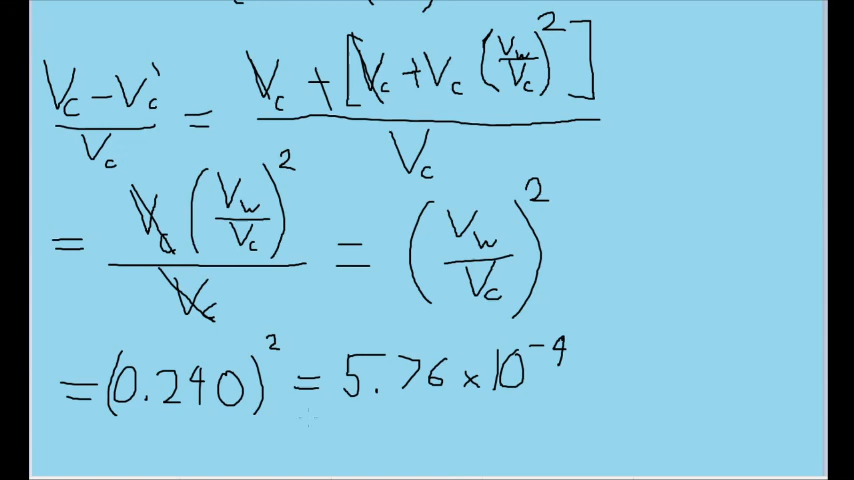 (V_c − V_c')/V_c = (V_c + [V_c + V_c (V_w/V_c)^2])/V_c
= (V_c (V_w/V_c)^2)/V_c = (V_w/V_c)^2
= (0.240)^2 = 5.76 × 10^−4